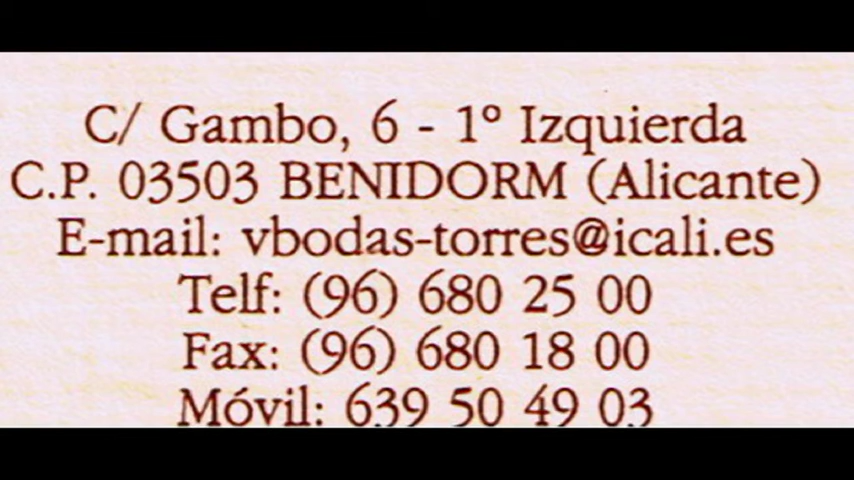 C/ Gambo, 6 - 1º Izquierda
C.P. 03503 BENIDORM (Alicante)
E-mail: vbodas-torres@icali.es
Telf: (96) 680 25 00
Fax: (96) 680 18 00
Móvil: 639 50 49 03